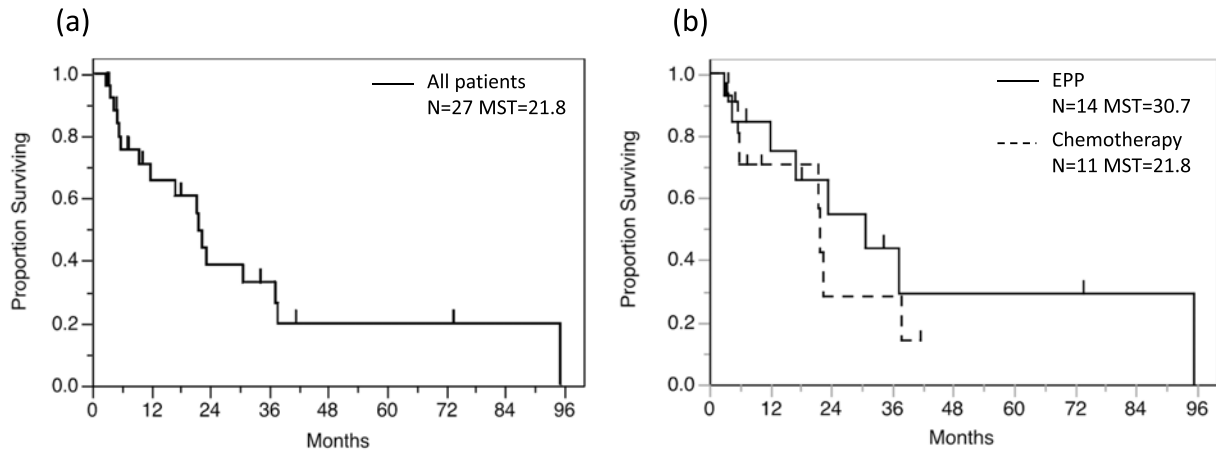 (a)
All patients
N=27 MST=21.8
Proportion Surviving
1.0
0.8
0.6
0.4
0.2
0.0
0 12 24 36 48 60 72 84 96
Months
(b)
EPP
N=14 MST=30.7
Chemotherapy
N=11 MST=21.8
Proportion Surviving
1.0
0.8
0.6
0.4
0.2
0.0
0 12 24 36 48 60 72 84 96
Months